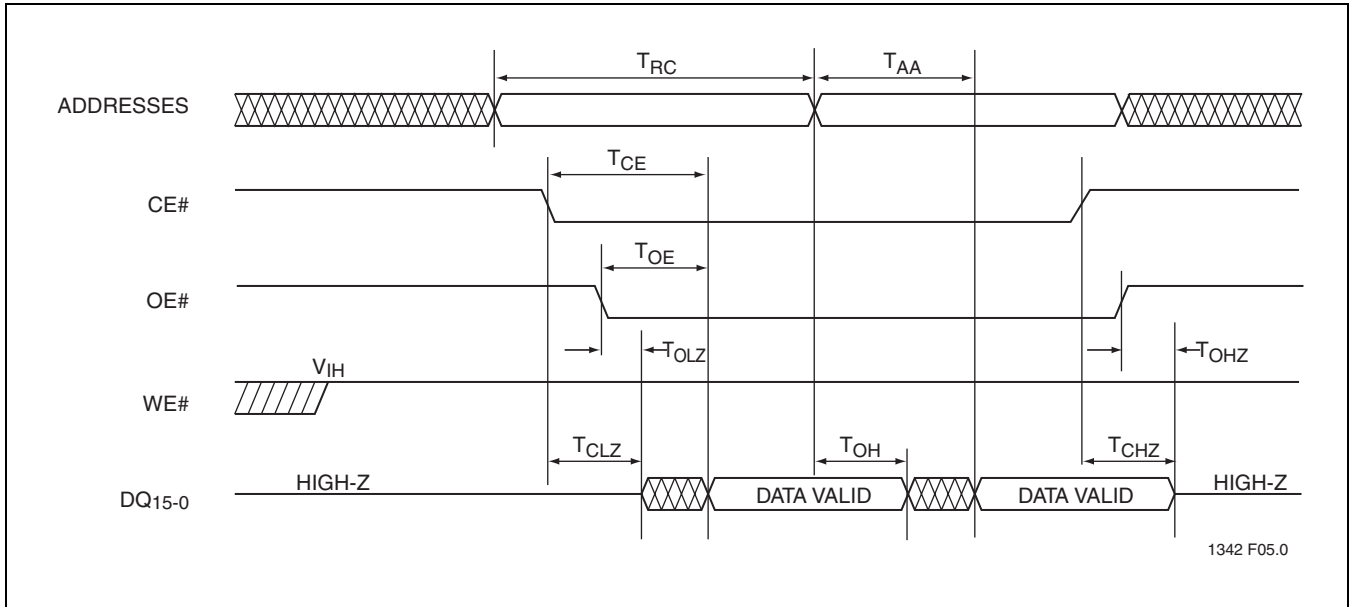 TRC TAA
ADDRESSES
TCE
CE#
TOE
OE#
TOLZ TOHZ
VIH
WE#
TCLZ TOH TCHZ
HIGH-Z DATA VALID DATA VALID HIGH-Z
DQ15-0
1342 F05.0